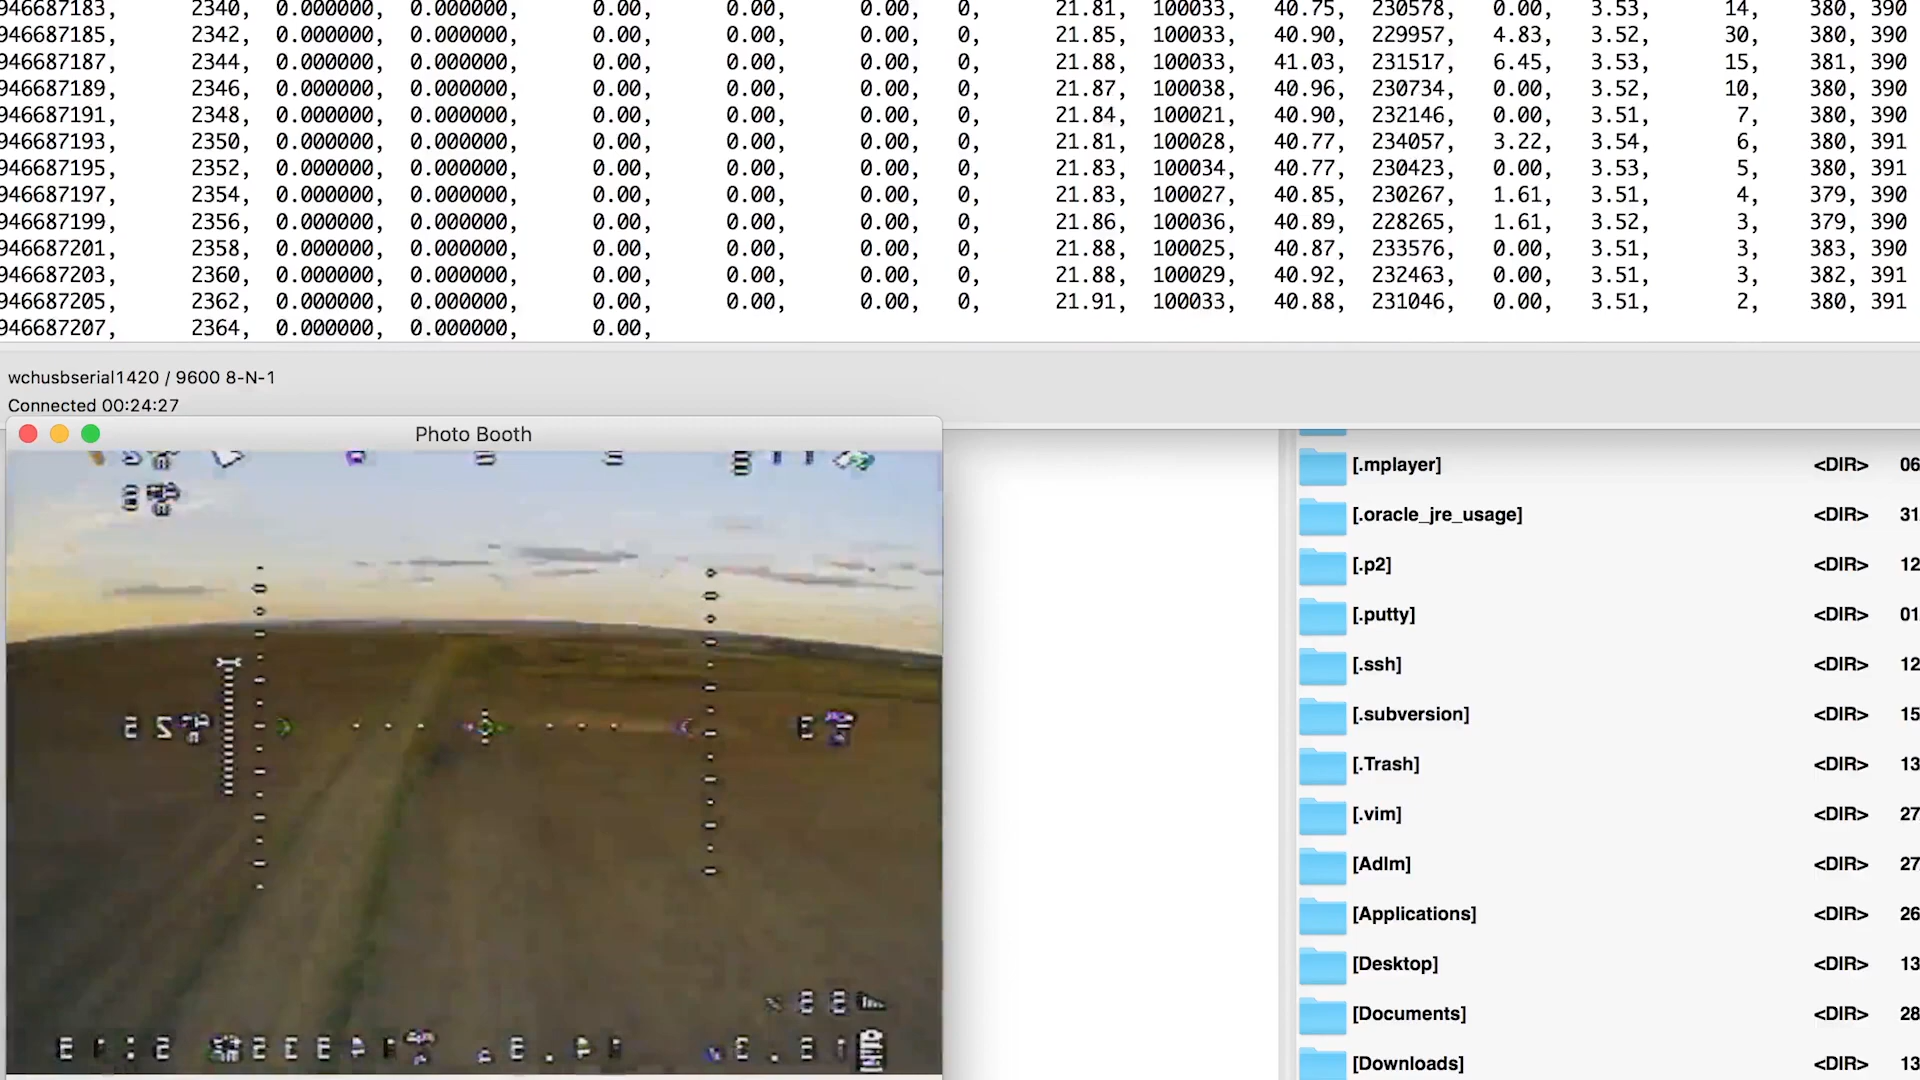 946687183, 2340, 0.000000, 0.000000, 0.00, 0.00, 0.00, 0, 21.81, 100033, 40.75, 230578, 0.00, 3.53, 14, 380, 390
946687185, 2342, 0.000000, 0.000000, 0.00, 0.00, 0.00, 0, 21.85, 100033, 40.90, 229957, 4.83, 3.52, 30, 380, 390
946687187, 2344, 0.000000, 0.000000, 0.00, 0.00, 0.00, 0, 21.88, 100033, 41.03, 231517, 6.45, 3.53, 15, 381, 390
946687189, 2346, 0.000000, 0.000000, 0.00, 0.00, 0.00, 0, 21.87, 100038, 40.96, 230734, 0.00, 3.52, 10, 380, 390
946687191, 2348, 0.000000, 0.000000, 0.00, 0.00, 0.00, 0, 21.84, 100021, 40.90, 232146, 0.00, 3.51, 7, 380, 390
946687193, 2350, 0.000000, 0.000000, 0.00, 0.00, 0.00, 0, 21.81, 100028, 40.77, 234057, 3.22, 3.54, 6, 380, 391
946687195, 2352, 0.000000, 0.000000, 0.00, 0.00, 0.00, 0, 21.83, 100034, 40.77, 230423, 0.00, 3.53, 5, 380, 391
946687197, 2354, 0.000000, 0.000000, 0.00, 0.00, 0.00, 0, 21.83, 100027, 40.85, 230267, 1.61, 3.51, 4, 379, 390
946687199, 2356, 0.000000, 0.000000, 0.00, 0.00, 0.00, 0, 21.86, 100036, 40.89, 228265, 1.61, 3.52, 3, 379, 390
946687201, 2358, 0.000000, 0.000000, 0.00, 0.00, 0.00, 0, 21.88, 100025, 40.87, 233576, 0.00, 3.51, 3, 383, 390
946687203, 2360, 0.000000, 0.000000, 0.00, 0.00, 0.00, 0, 21.88, 100029, 40.92, 232463, 0.00, 3.51, 3, 382, 391
946687205, 2362, 0.000000, 0.000000, 0.00, 0.00, 0.00, 0, 21.91, 100033, 40.88, 231046, 0.00, 3.51, 2, 380, 391
946687207, 2364, 0.000000, 0.000000, 0.00,
wchusbserial1420 / 9600 8-N-1
Connected 00:24:27
Photo Booth
[.mplayer] <DIR> 06
[.oracle_jre_usage] <DIR> 31
[.p2] <DIR> 12
[.putty] <DIR> 01
[.ssh] <DIR> 12
[.subversion] <DIR> 15
[.Trash] <DIR> 13
[.vim] <DIR> 27
[Adlm] <DIR> 27
[Applications] <DIR> 26
[Desktop] <DIR> 13
[Documents] <DIR> 28
[Downloads] <DIR> 13